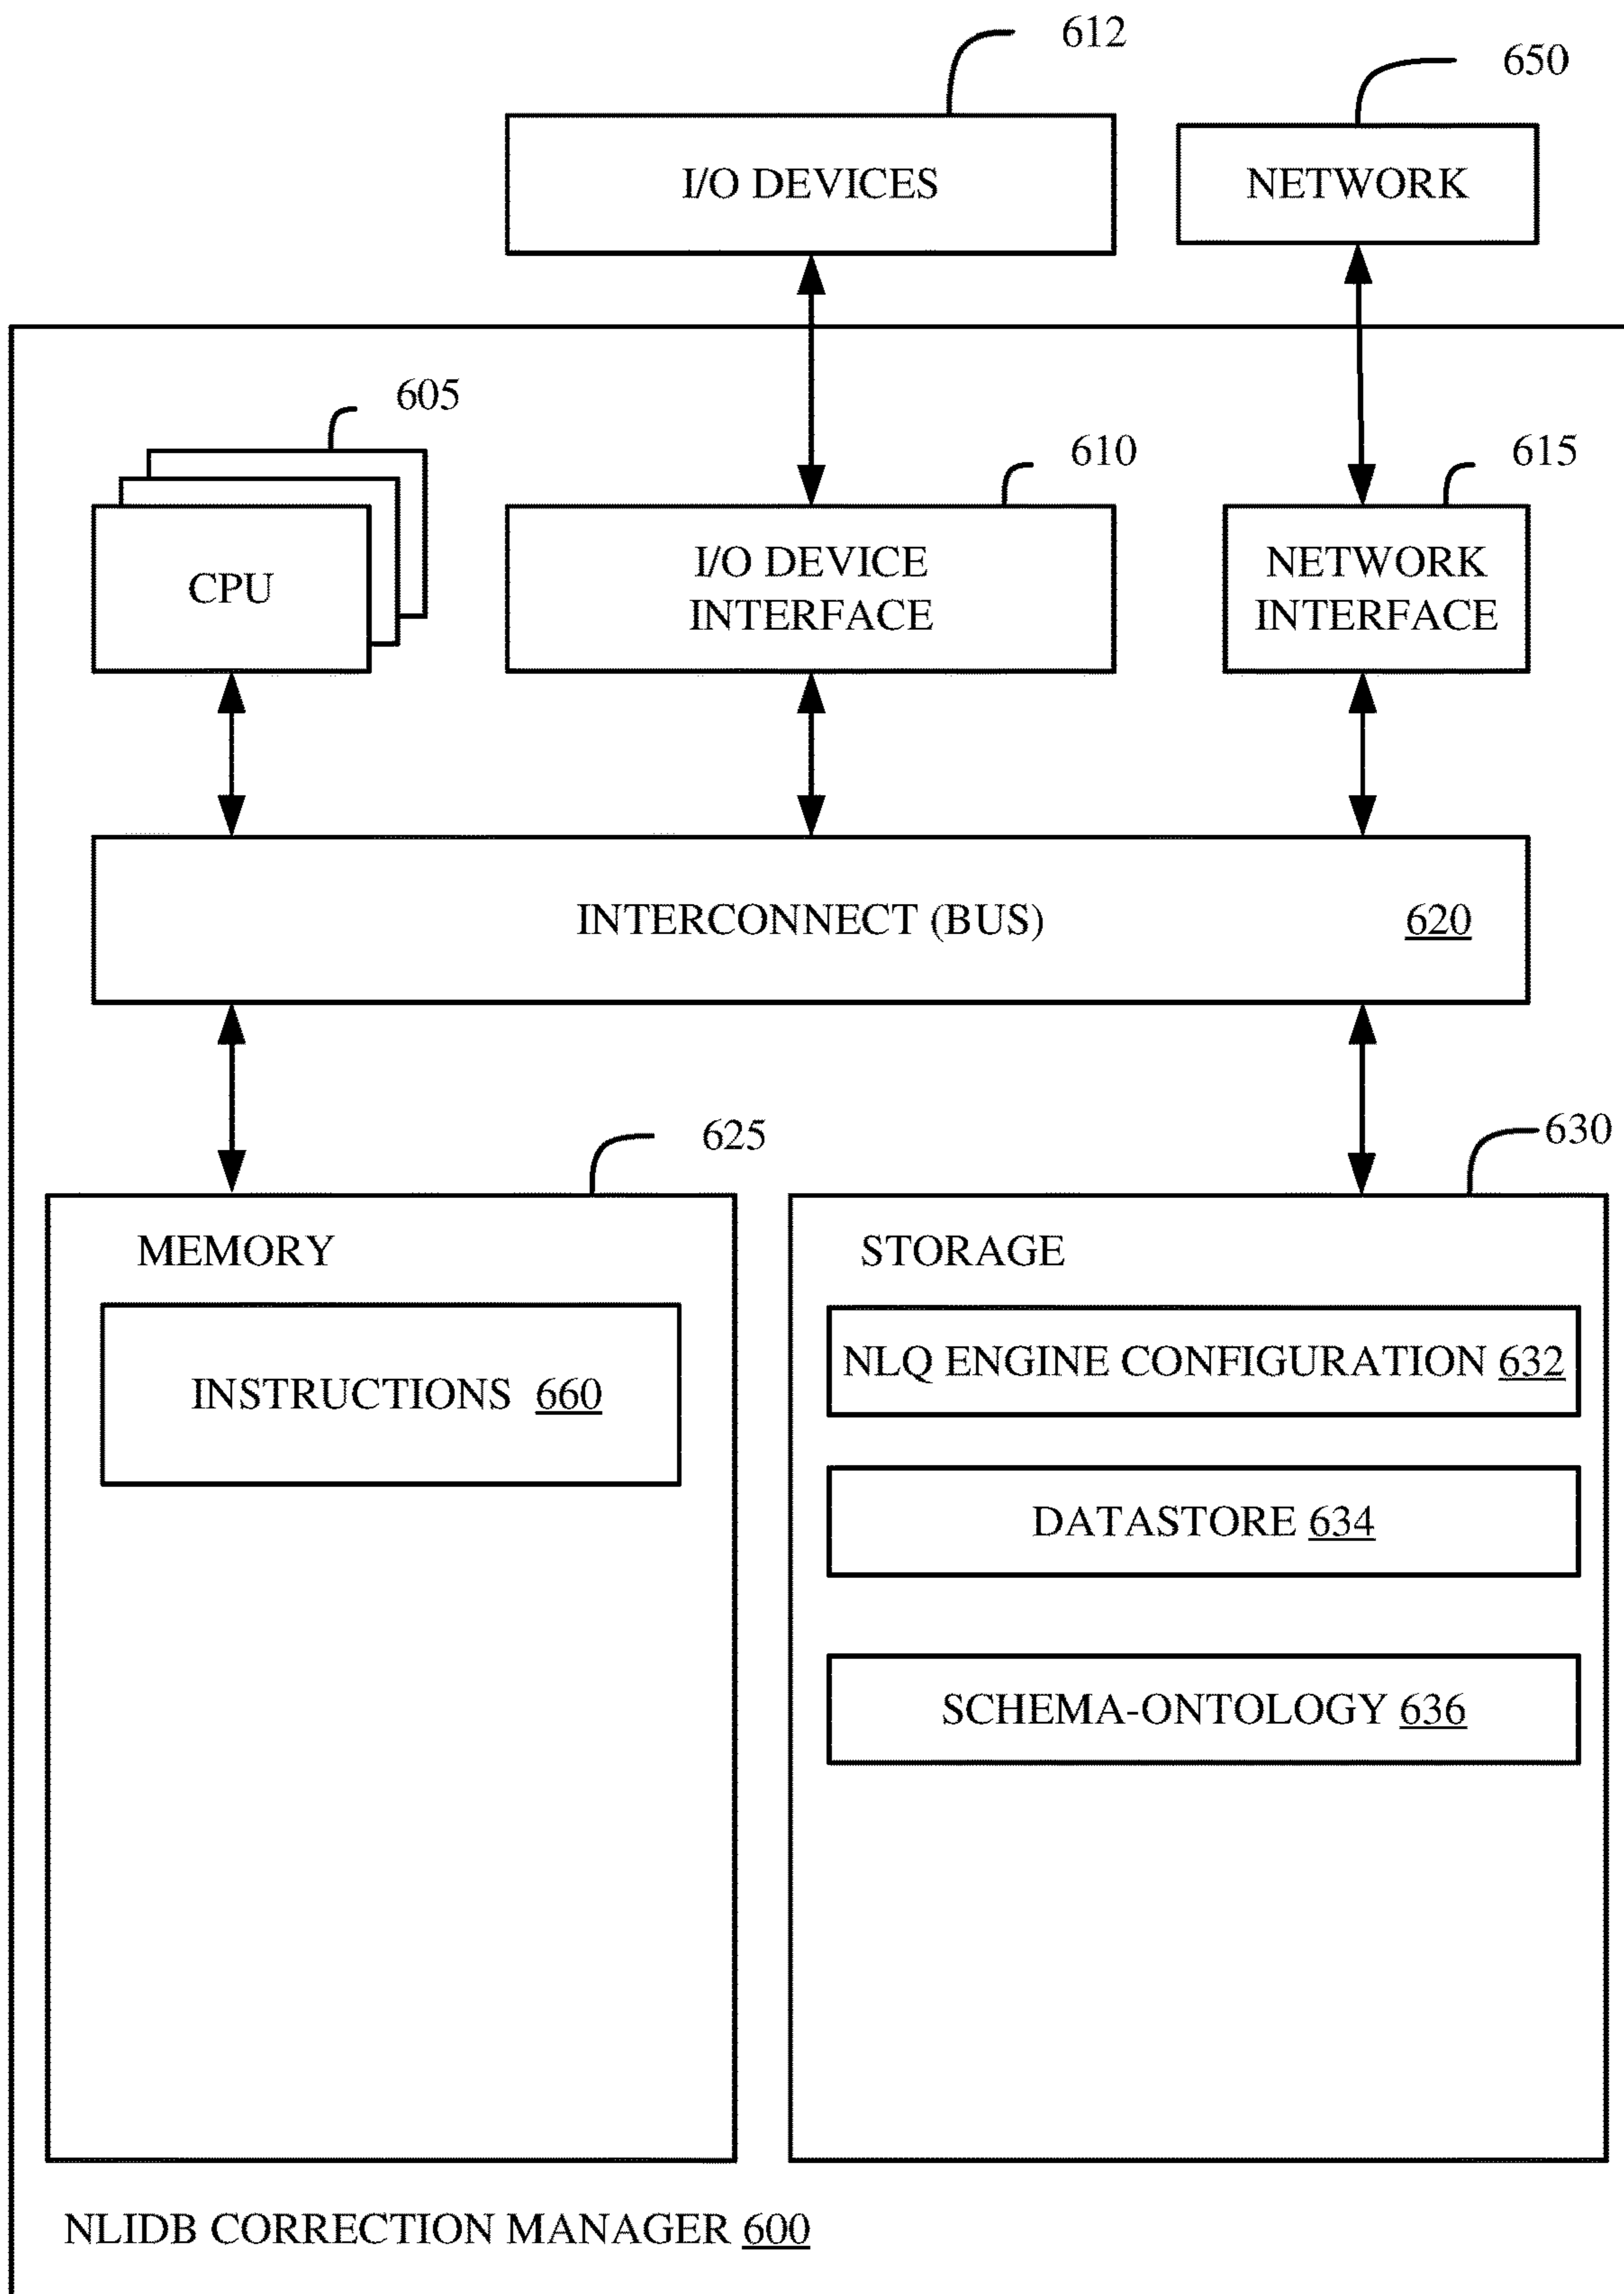 612
650
I/O DEVICES
NETWORK
605
610
615
CPU
I/O DEVICE
INTERFACE
NETWORK
INTERFACE
INTERCONNECT (BUS) 620
625
630
MEMORY
STORAGE
INSTRUCTIONS 660
NLQ ENGINE CONFIGURATION 632
DATASTORE 634
SCHEMA-ONTOLOGY 636
NLIDB CORRECTION MANAGER 600